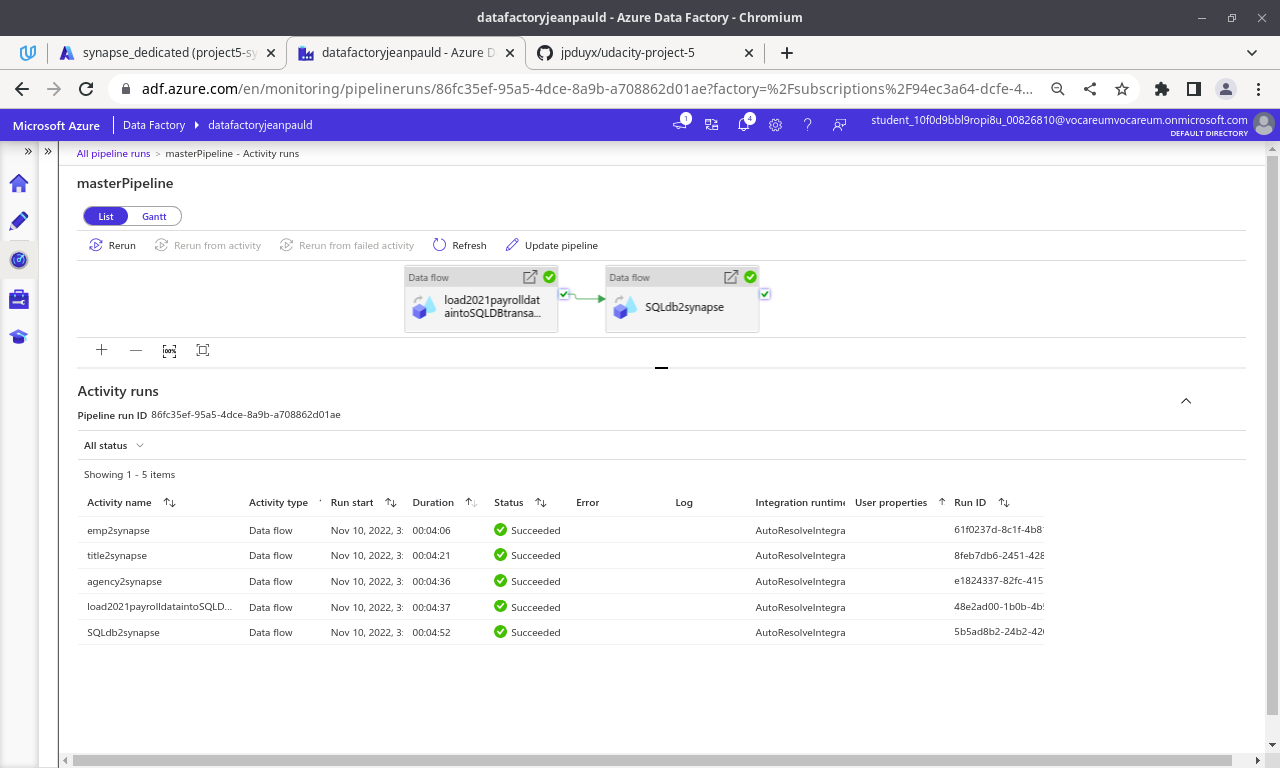 datafactoryjeanpauld - Azure Data Factory - Chromium
synapse_dedicated (project5-sy
datafactoryjeanpauld - Azure D
jpduyx/udacity-project-5
adf.azure.com/en/monitoring/pipelineruns/86fc35ef-95a5-4dce-8a9b-a708862d01ae?factory=%2Fsubscriptions%2F94ec3a64-dcfe-4...
Microsoft Azure
Data Factory
datafactoryjeanpauld
1
4
student_10f0d9bbl9ropi8u_00826810@vocareumvocareum.onmicrosoft.com
DEFAULT DIRECTORY
All pipeline runs > masterPipeline - Activity runs
masterPipeline
List Gantt
Rerun Rerun from activity Rerun from failed activity Refresh Update pipeline
Data flow Data flow
load2021payrolldat
aintoSQLDBtransa...
SQLdb2synapse
100%
Activity runs
Pipeline run ID 86fc35ef-95a5-4dce-8a9b-a708862d01ae
All status
Showing 1 - 5 items
Activity name Activity type Run start Duration Status Error Log Integration runtime User properties Run ID
emp2synapse Data flow Nov 10, 2022, 3: 00:04:06 Succeeded AutoResolveIntegra 61f0237d-8c1f-4b8
title2synapse Data flow Nov 10, 2022, 3: 00:04:21 Succeeded AutoResolveIntegra 8feb7db6-2451-428
agency2synapse Data flow Nov 10, 2022, 3: 00:04:36 Succeeded AutoResolveIntegra e1824337-82fc-415
load2021payrolldataintoSQLD... Data flow Nov 10, 2022, 3: 00:04:37 Succeeded AutoResolveIntegra 48e2ad00-1b0b-4b
SQLdb2synapse Data flow Nov 10, 2022, 3: 00:04:52 Succeeded AutoResolveIntegra 5b5ad8b2-24b2-42